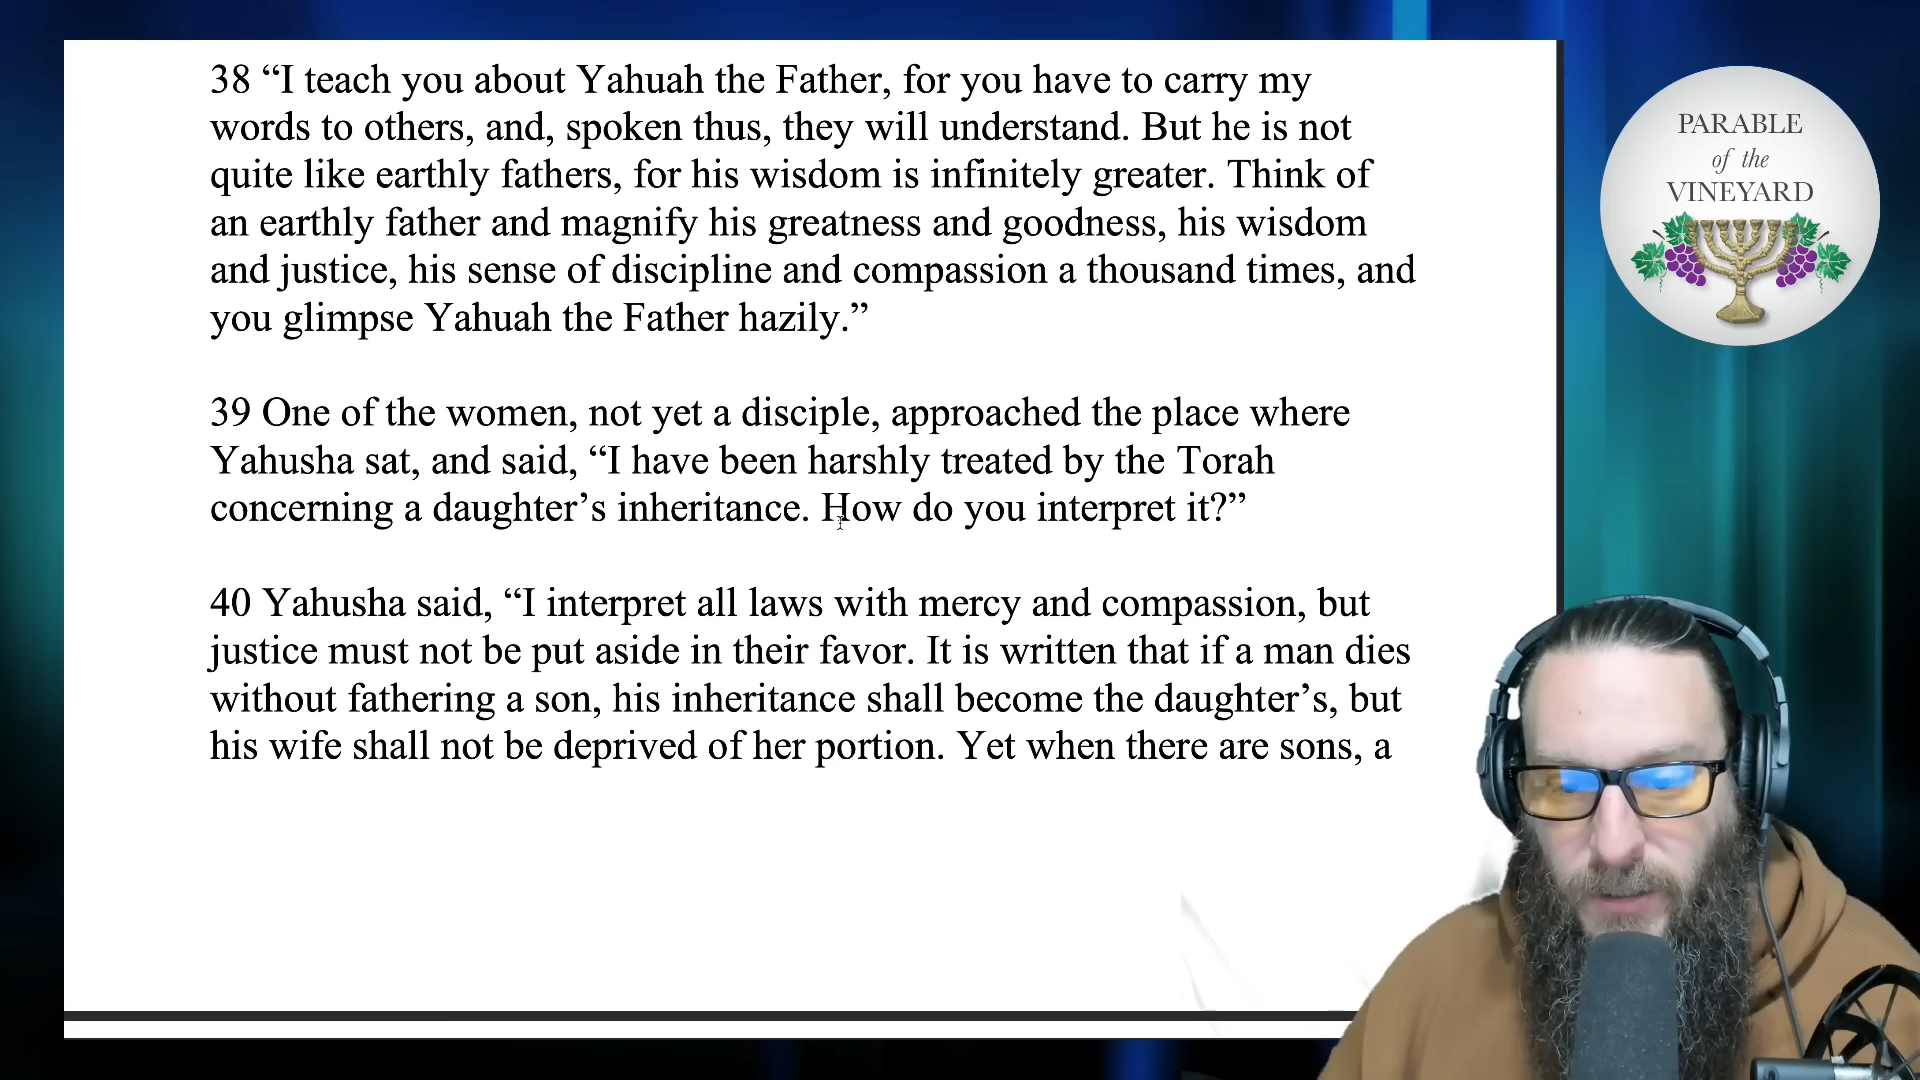 38 “I teach you about Yahuah the Father, for you have to carry my
words to others, and, spoken thus, they will understand. But he is not
quite like earthly fathers, for his wisdom is infinitely greater. Think of
an earthly father and magnify his greatness and goodness, his wisdom
and justice, his sense of discipline and compassion a thousand times, and
you glimpse Yahuah the Father hazily.”
39 One of the women, not yet a disciple, approached the place where
Yahusha sat, and said, “I have been harshly treated by the Torah
concerning a daughter’s inheritance. How do you interpret it?”
40 Yahusha said, “I interpret all laws with mercy and compassion, but
justice must not be put aside in their favor. It is written that if a man dies
without fathering a son, his inheritance shall become the daughter’s, but
his wife shall not be deprived of her portion. Yet when there are sons, a
PARABLE
of the
VINEYARD